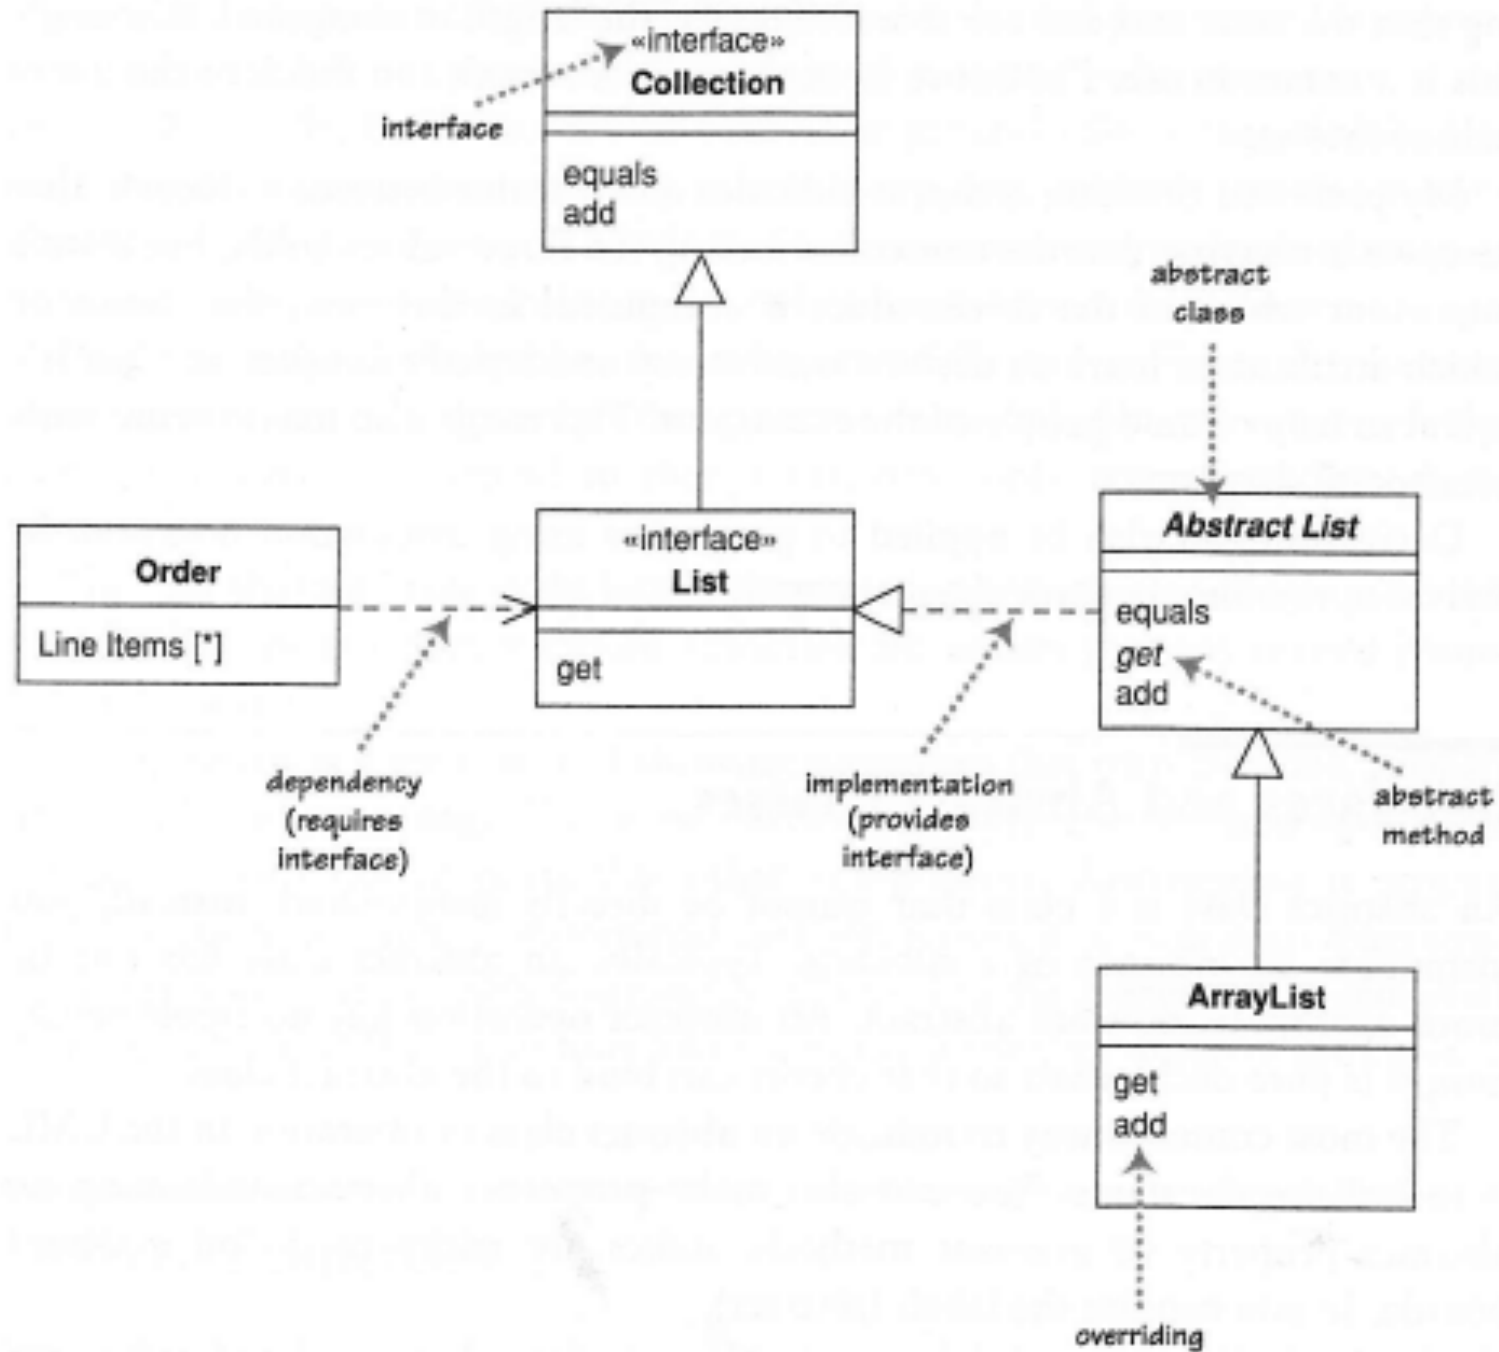 «interface»
Collection
interface
equals
add
abstract
class
Abstract List
«interface»
List
Order
equals
get
add
Line Items [*]
get
dependency
(requires
interface)
implementation
(provides
interface)
abstract
method
ArrayList
get
add
overriding